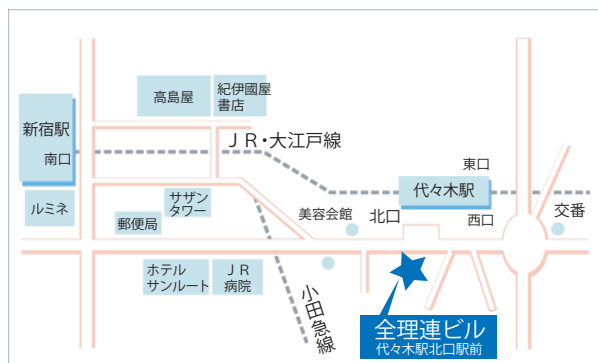 高島屋
紀伊國屋
書店
新宿駅
南口
JR・大江戸線
東口
代々木駅
ルミネ
サザン
タワー
郵便局
美容会館
北口
西口
交番
ホテル
サンルート
JR
病院
小田急線
全理連ビル
代々木駅北口駅前